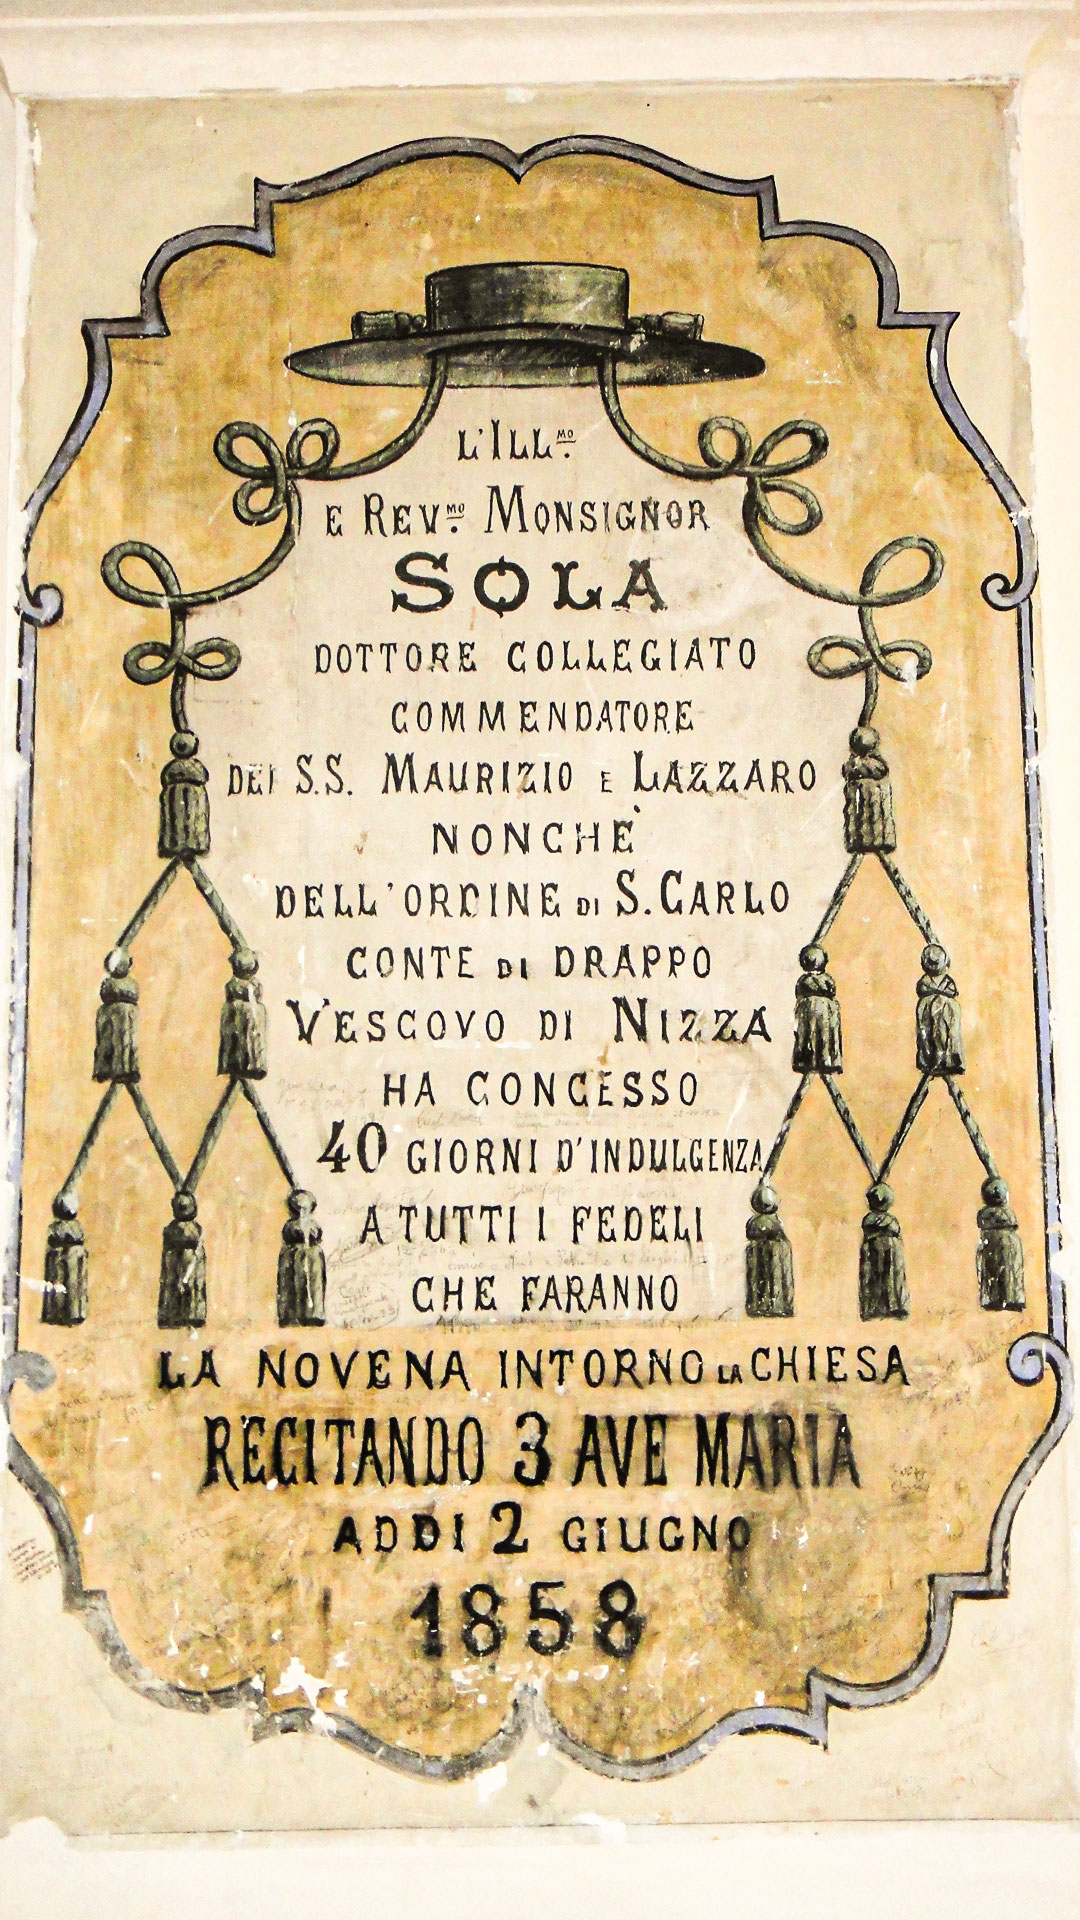 L'ILL.MO
E REV.MO MONSIGNOR
SOLA
DOTTORE COLLEGIATO
COMMENDATORE
DEI S.S. MAURIZIO E LAZZARO
NONCHÈ
DELL'ORDINE DI S. CARLO
CONTE DI DRAPPO
VESCOVO DI NIZZA
HA CONCESSO
40 GIORNI D'INDULGENZA
A TUTTI I FEDELI
CHE FARANNO
LA NOVENA INTORNO LA CHIESA
RECITANDO 3 AVE MARIA
ADDI 2 GIUGNO
1858